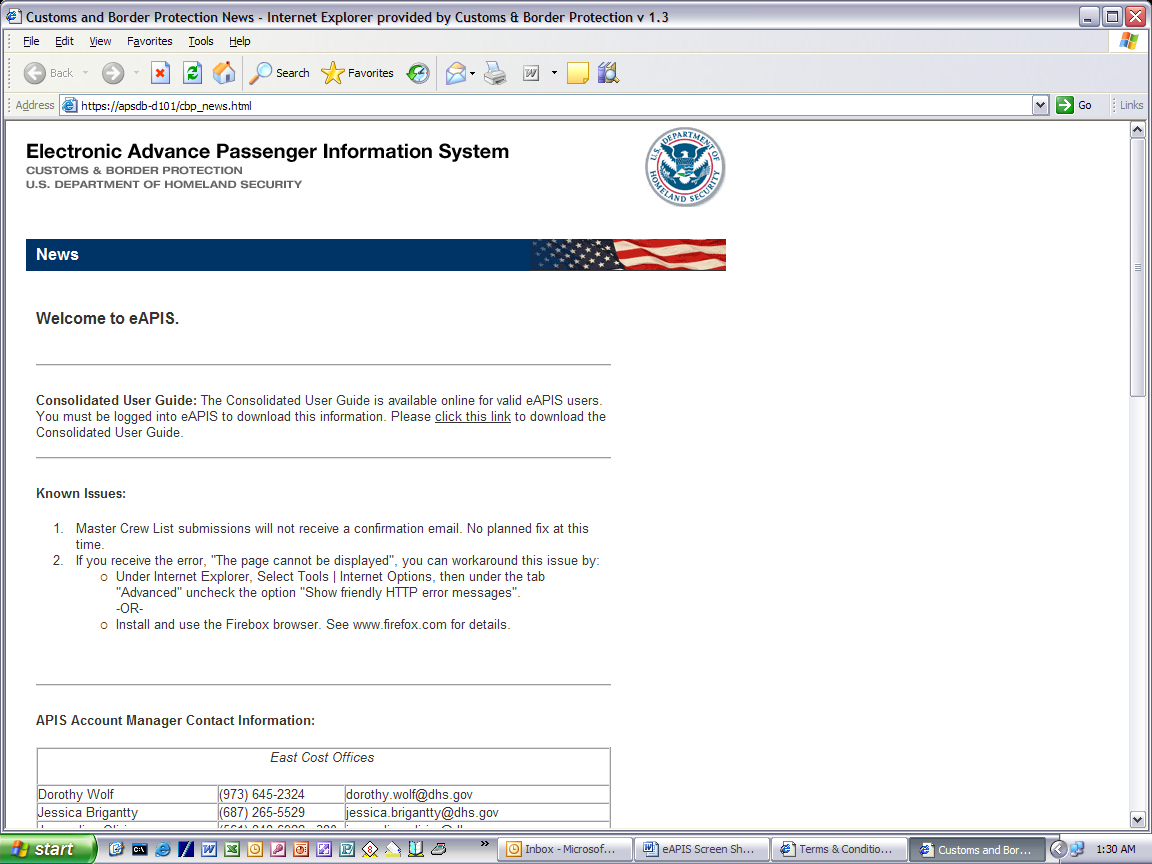 Customs and Border Protection News - Internet Explorer provided by Customs & Border Protection v 1.3
File Edit View Favorites Tools Help
Back Search Favorites
Address https://apsdb-d101/cbp_news.html Go Links
Electronic Advance Passenger Information System
CUSTOMS & BORDER PROTECTION
U.S. DEPARTMENT OF HOMELAND SECURITY
U.S. DEPARTMENT OF HOMELAND SECURITY
News
Welcome to eAPIS.
Consolidated User Guide: The Consolidated User Guide is available online for valid eAPIS users.
You must be logged into eAPIS to download this information. Please click this link to download the
Consolidated User Guide.
Known Issues:
1. Master Crew List submissions will not receive a confirmation email. No planned fix at this
time.
2. If you receive the error, "The page cannot be displayed", you can workaround this issue by:
o Under Internet Explorer, Select Tools | Internet Options, then under the tab
"Advanced" uncheck the option "Show friendly HTTP error messages".
-OR-
o Install and use the Firebox browser. See www.firefox.com for details.
APIS Account Manager Contact Information:
East Cost Offices
Dorothy Wolf (973) 645-2324 dorothy.wolf@dhs.gov
Jessica Brigantty (687) 265-5529 jessica.brigantty@dhs.gov
start Inbox - Microsof... eAPIS Screen Sh... Terms & Conditio... Customs and Bor... 1:30 AM